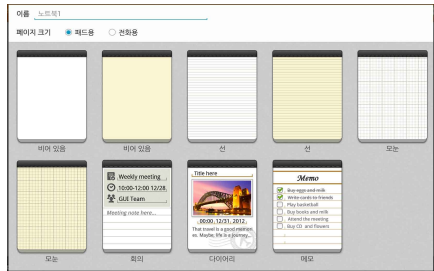 이름 노트북1
페이지 크기 패드용 전화용
비어 있음 비어 있음 선 선 모눈
Weekly meeting
10:00-12:00 12/28.
GUI Team
Meeting note here...
Title here
00:00 12/31, 2012
That travel is a good memori
es. Maybe, life is a journey,
Memo
Buy eggs and milk
Write cards to friends
Play basketball
Buy books and milk
Attend the meeting
Buy CD and flowers
모눈 회의 다이어리 메모